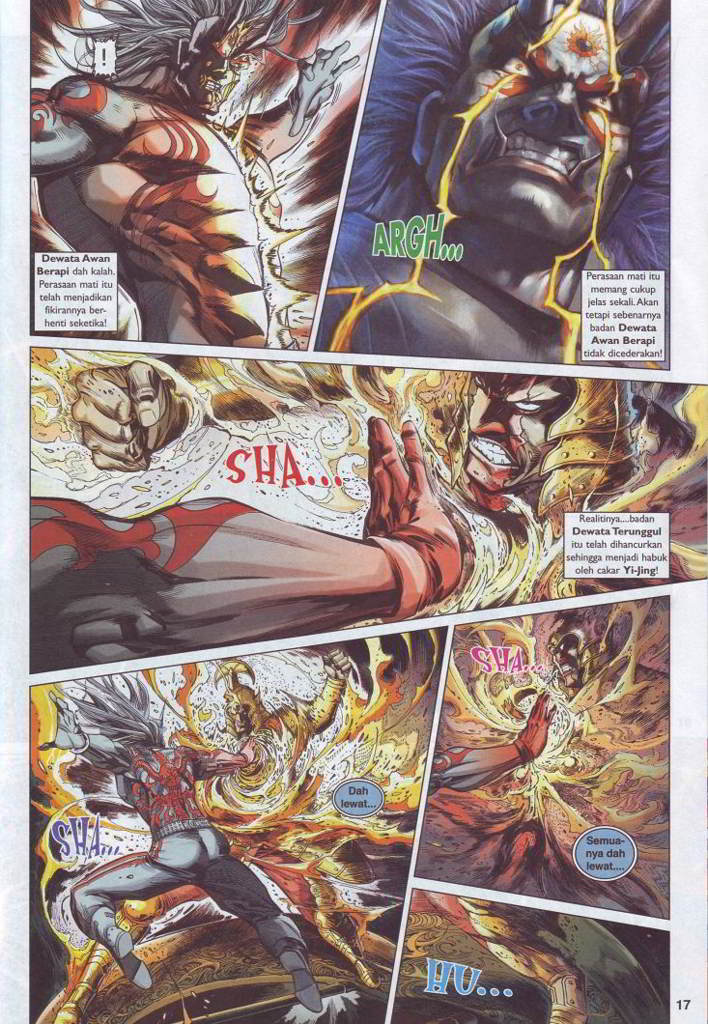 !
Dewata Awan
Berapi dah kalah.
Perasaan mati itu
telah menjadikan
fikirannya ber-
henti seketika!
ARGH...
Perasaan mati itu
memang cukup
jelas sekali. Akan
tetapi sebenarnya
badan Dewata
Awan Berapi
tidak dicederakan!
SHA...
Realitinya....badan
Dewata Terunggul
itu telah dihancurkan
sehingga menjadi habuk
oleh cakar Yi-Jing!
SHA...
Dah
lewat...
SHA...
Semua-
nya dah
lewat....
HU...
17